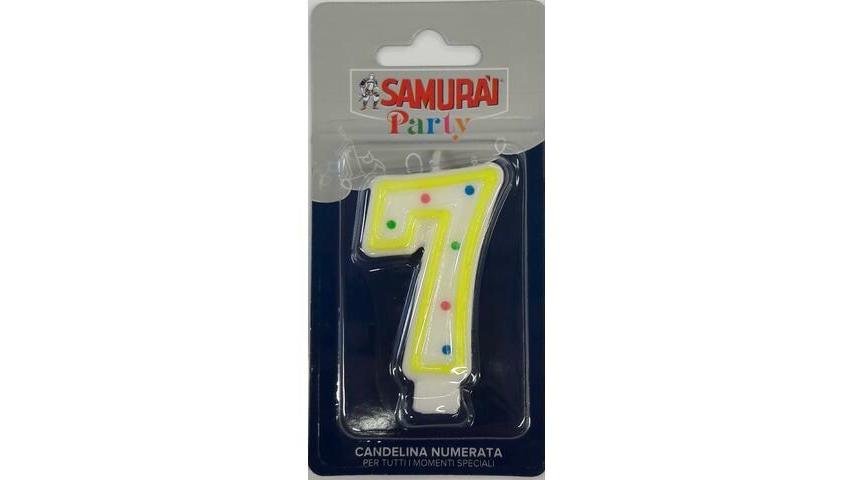 SAMURAI
Party
7
CANDELINA NUMERATA
PER TUTTI I MOMENTI SPECIALI